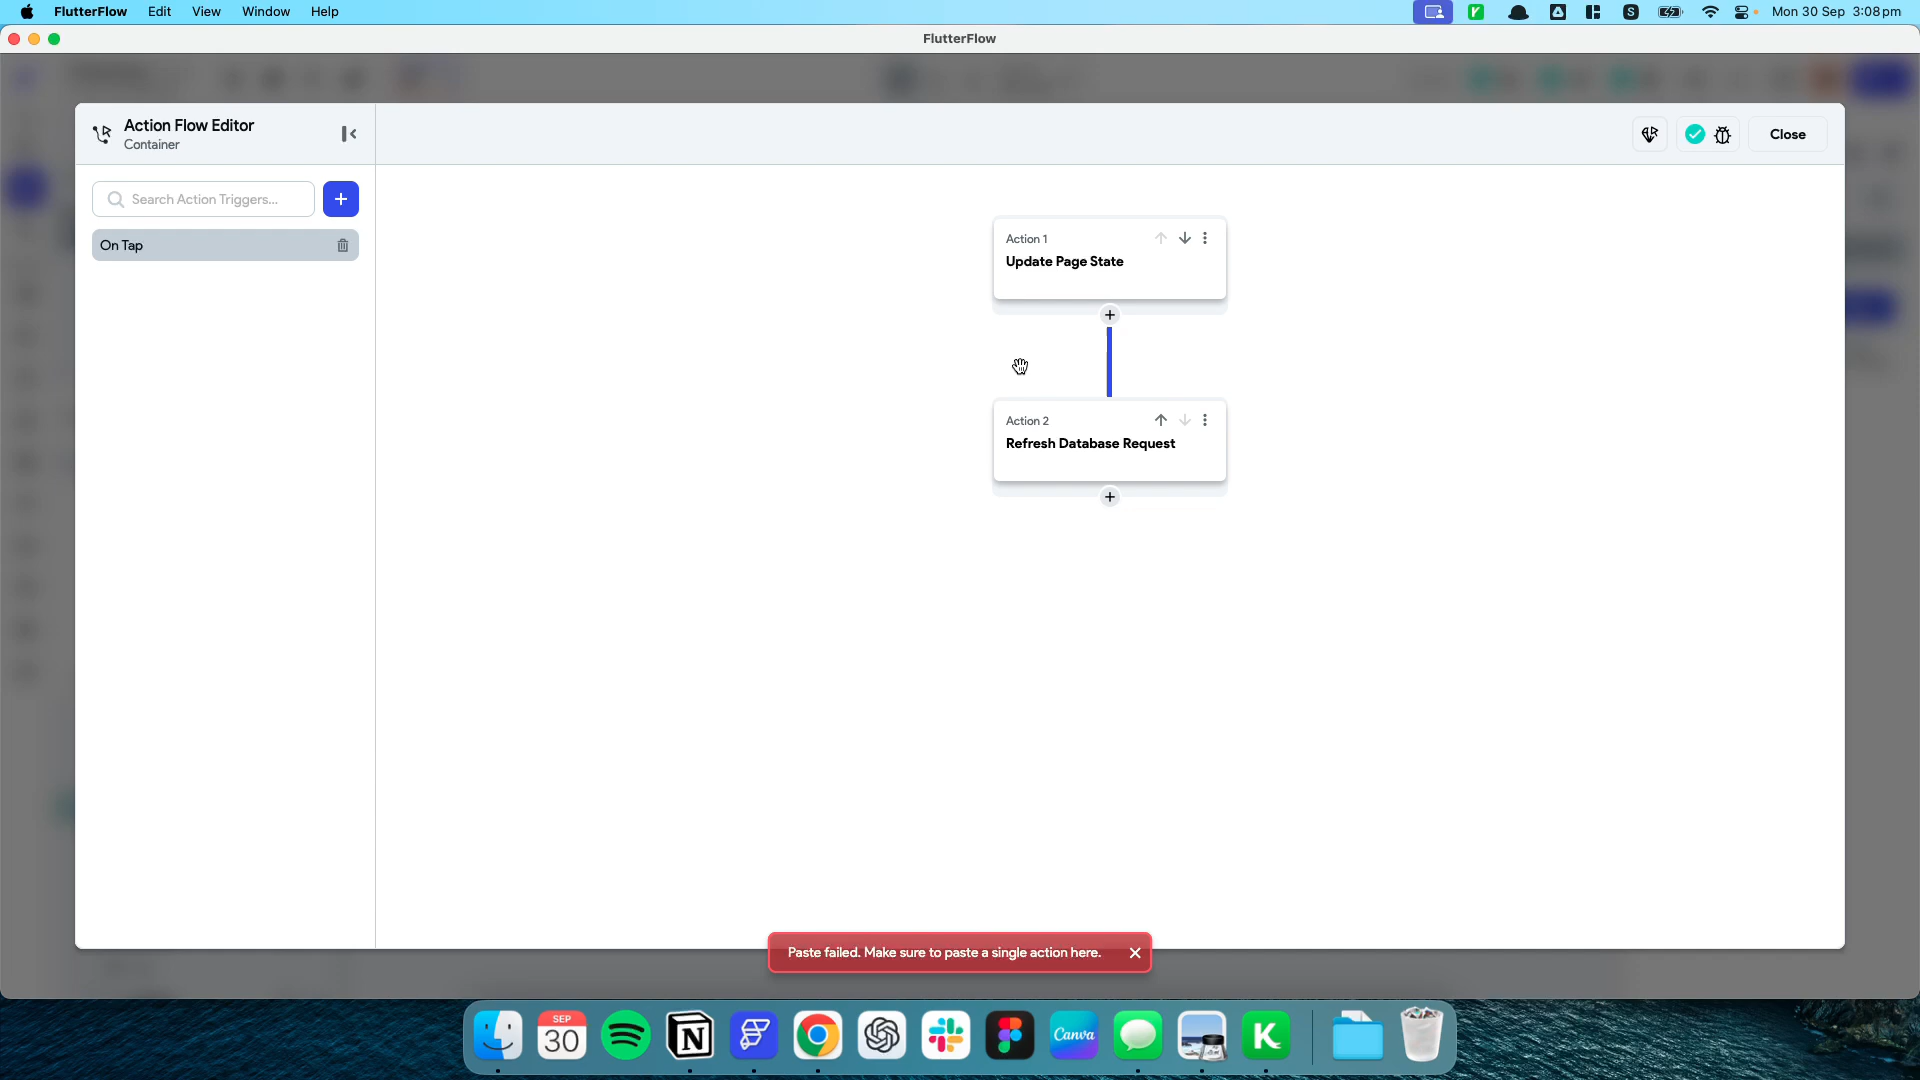 FlutterFlow Edit View Window Help Mon 30 Sep 3:08 pm
FlutterFlow
Action Flow Editor
Container
Close
Search Action Triggers...
On Tap
Action 1
Update Page State
Action 2
Refresh Database Request
Paste failed. Make sure to paste a single action here.
SEP
30
Canva